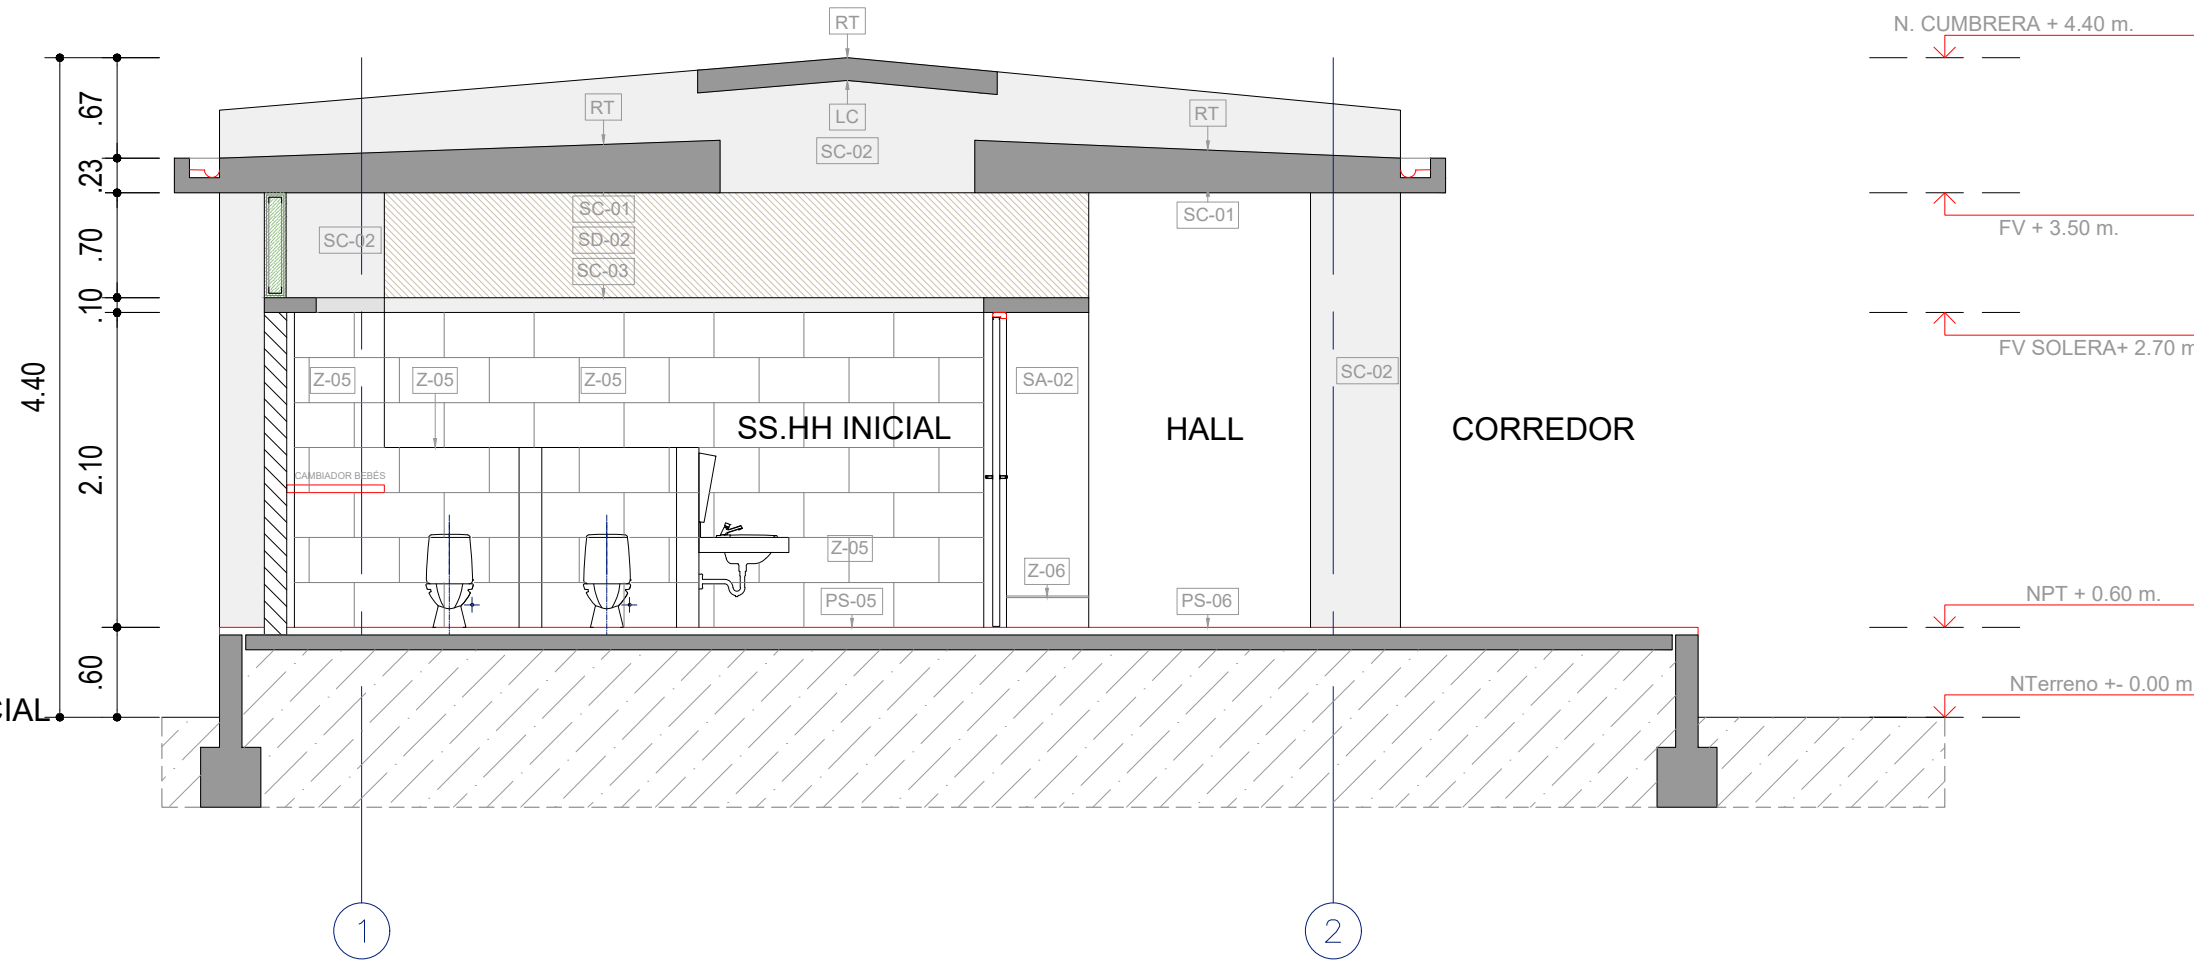 RT
N. CUMBRERA + 4.40 m.
.67
RT
LC
RT
SC-02
.23
SC-01
SC-01
FV + 3.50 m.
SC-02
SD-02
.70
SC-03
.10
FV SOLERA+ 2.70 m
4.40
Z-05
Z-05
Z-05
SA-02
SC-02
SS.HH INICIAL
HALL
CORREDOR
2.10
CAMBIADOR BEBÉS
Z-05
Z-06
PS-05
PS-06
NPT + 0.60 m.
.60
NTerreno +- 0.00 m
CIAL
1
2